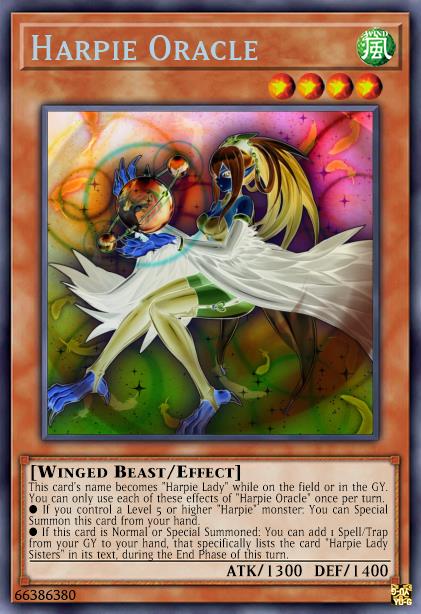 HARPIE ORACLE
WIND
風
[WINGED BEAST/EFFECT]
This card's name becomes "Harpie Lady" while on the field or in the GY.
You can only use each of these effects of "Harpie Oracle" once per turn.
● If you control a Level 5 or higher "Harpie" monster: You can Special
Summon this card from your hand.
● If this card is Normal or Special Summoned: You can add 1 Spell/Trap
from your GY to your hand, that specifically lists the card "Harpie Lady
Sisters" in its text, during the End Phase of this turn.
ATK/1300 DEF/1400
66386380